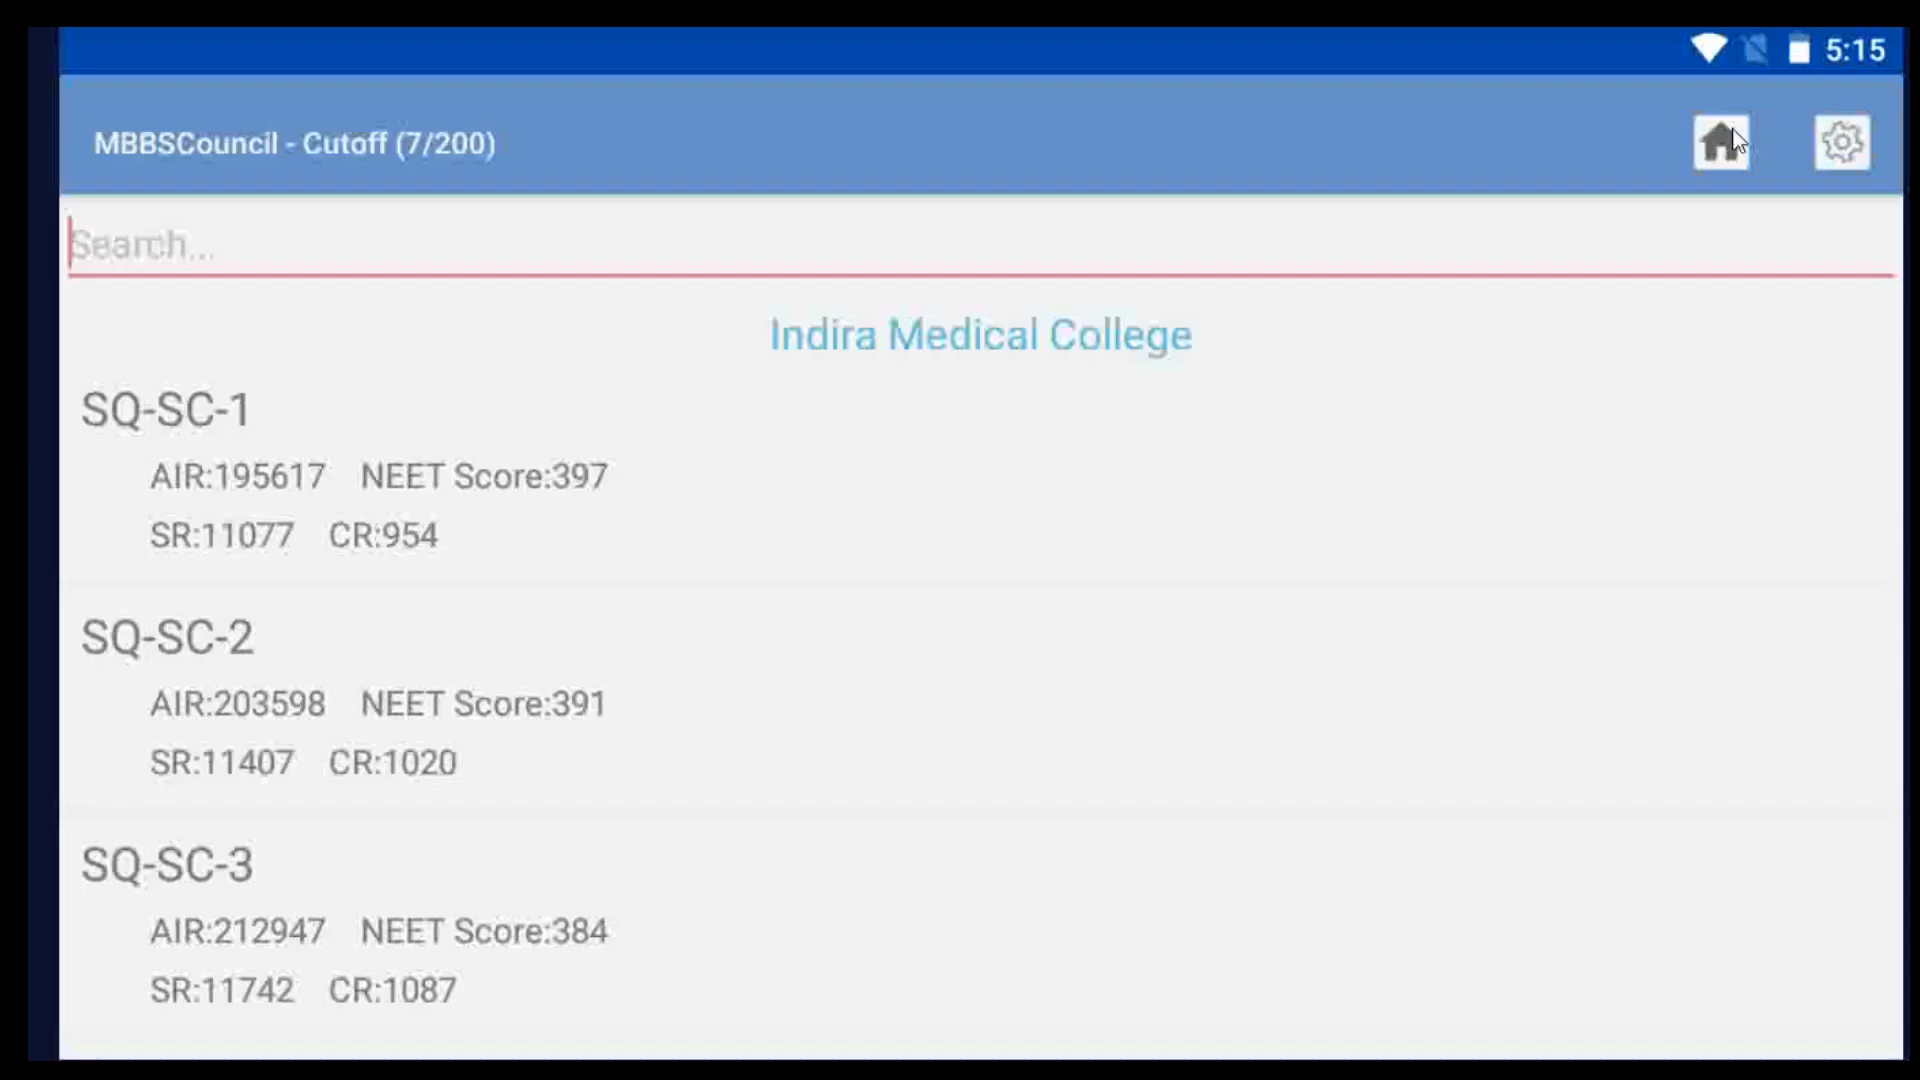 5:15
MBBSCouncil - Cutoff (7/200)
Search...
Indira Medical College
SQ-SC-1
AIR:195617 NEET Score:397
SR:11077 CR:954
SQ-SC-2
AIR:203598 NEET Score:391
SR:11407 CR:1020
SQ-SC-3
AIR:212947 NEET Score:384
SR:11742 CR:1087